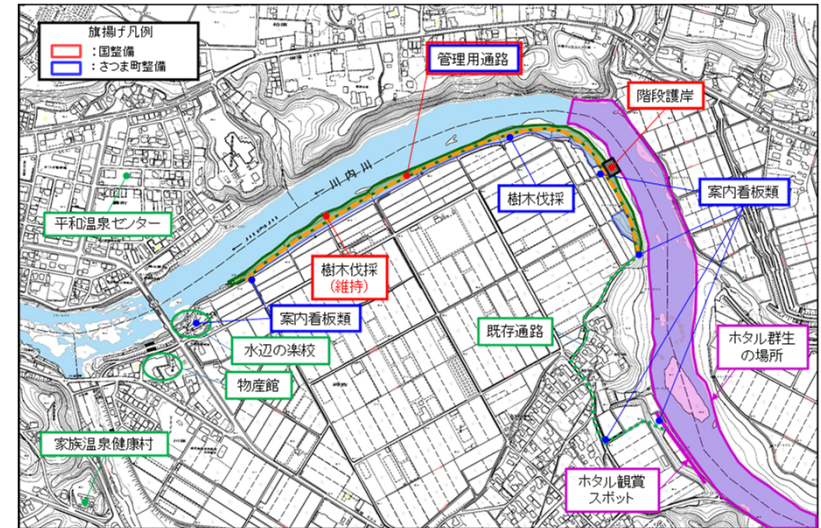 旗揚げ凡例
：国整備
：さつま町整備
管理用通路
階段護岸
川内川
樹木伐採
案内看板類
平和温泉センター
樹木伐採
（維持）
案内看板類
既存通路
水辺の楽校
ホタル群生
の場所
物産館
家族温泉健康村
ホタル観賞
スポット